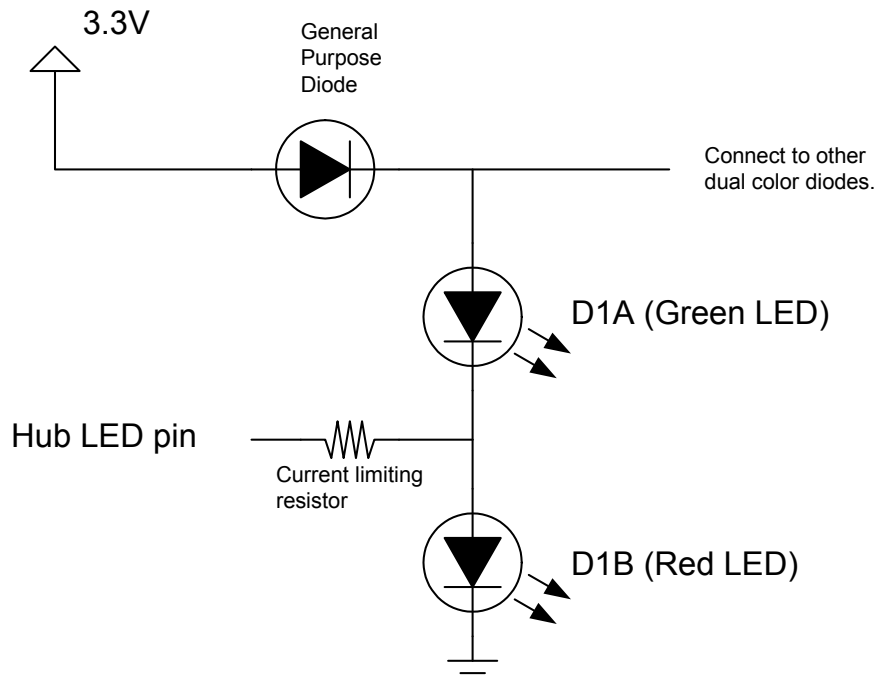 3.3V
General
Purpose
Diode
Connect to other
dual color diodes.
D1A (Green LED)
Hub LED pin
Current limiting
resistor
D1B (Red LED)